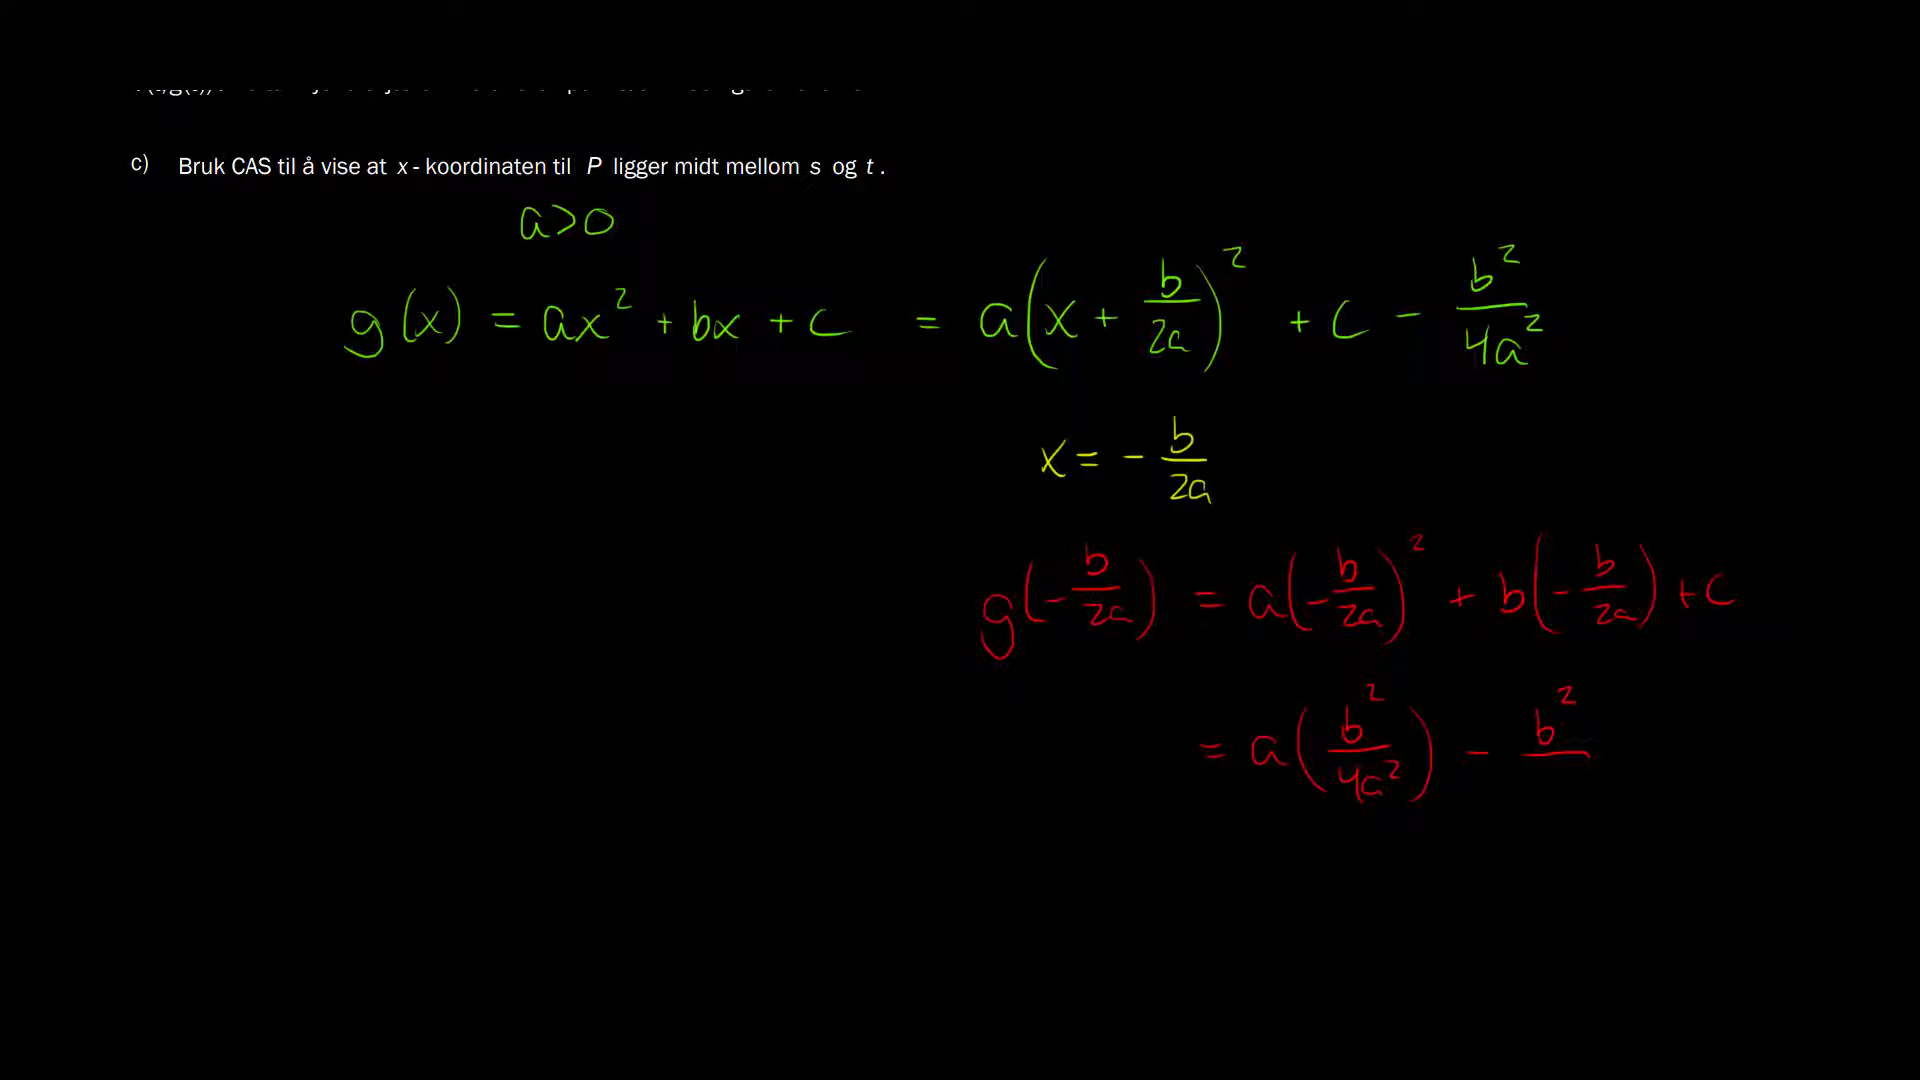 c) Bruk CAS til å vise at x - koordinaten til P ligger midt mellom s og t .
a>0
g(x) = ax² + bx + c = a(x + b/2a)² + c - b²/4a²
x = - b/2a
g(- b/2a) = a(- b/2a)² + b(- b/2a) + c
= a(b²/4a²) - b²